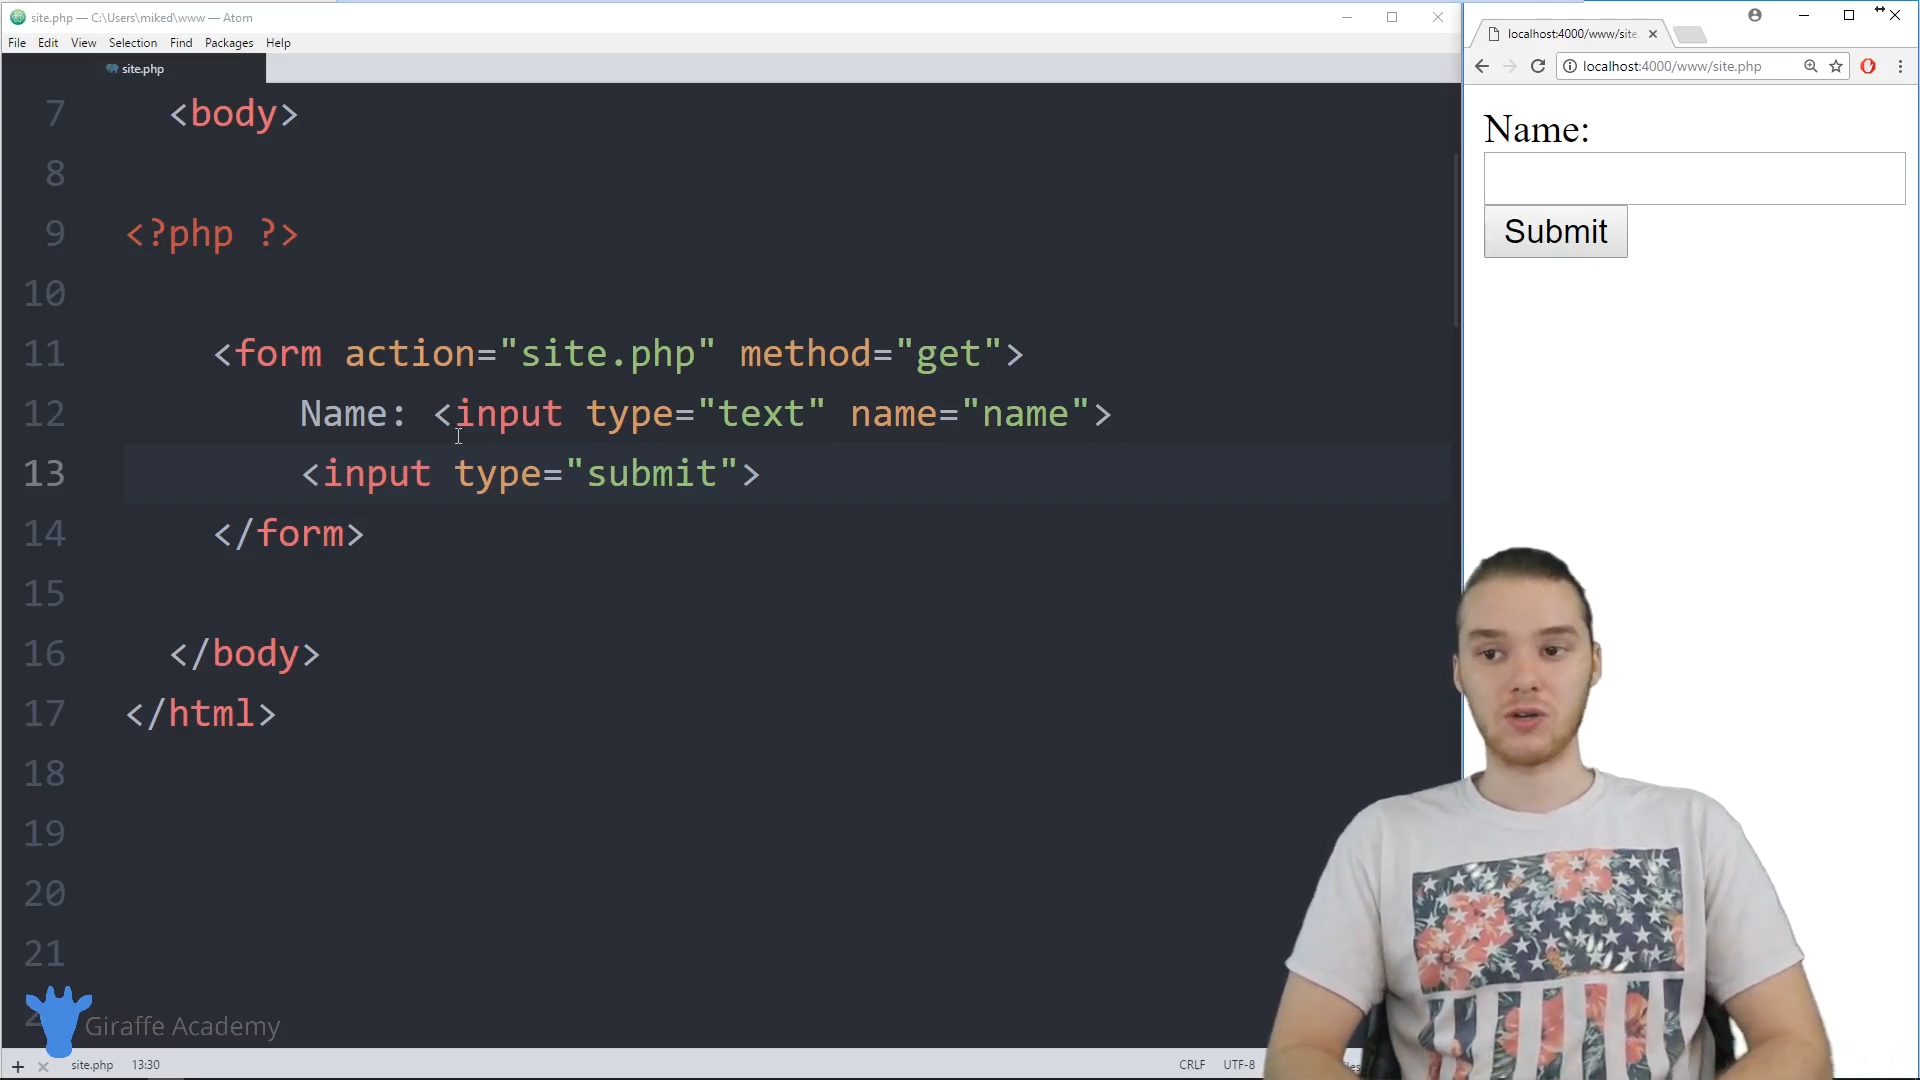 site.php — C:\Users\miked\www — Atom
File Edit View Selection Find Packages Help
site.php
7 <body>
8
9 <?php ?>
10
11 <form action="site.php" method="get">
12 Name: <input type="text" name="name">
13 <input type="submit">
14 </form>
15
16 </body>
17 </html>
18
19
20
21
Giraffe Academy
site.php 13:30 CRLF UTF-8
localhost:4000/www/site
localhost:4000/www/site.php
Name:
Submit